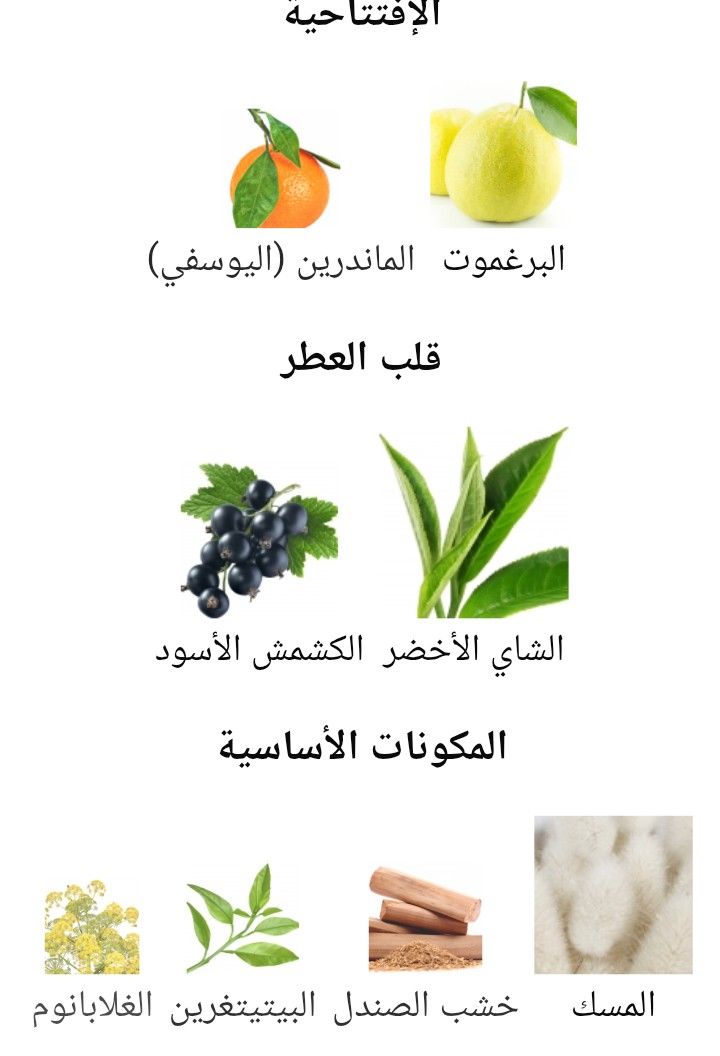 الإفتتاحية
البرغموت الماندرين (اليوسفي)
قلب العطر
الشاي الأخضر الكشمش الأسود
المكونات الأساسية
المسك خشب الصندل البيتيتغرين الغلابانوم